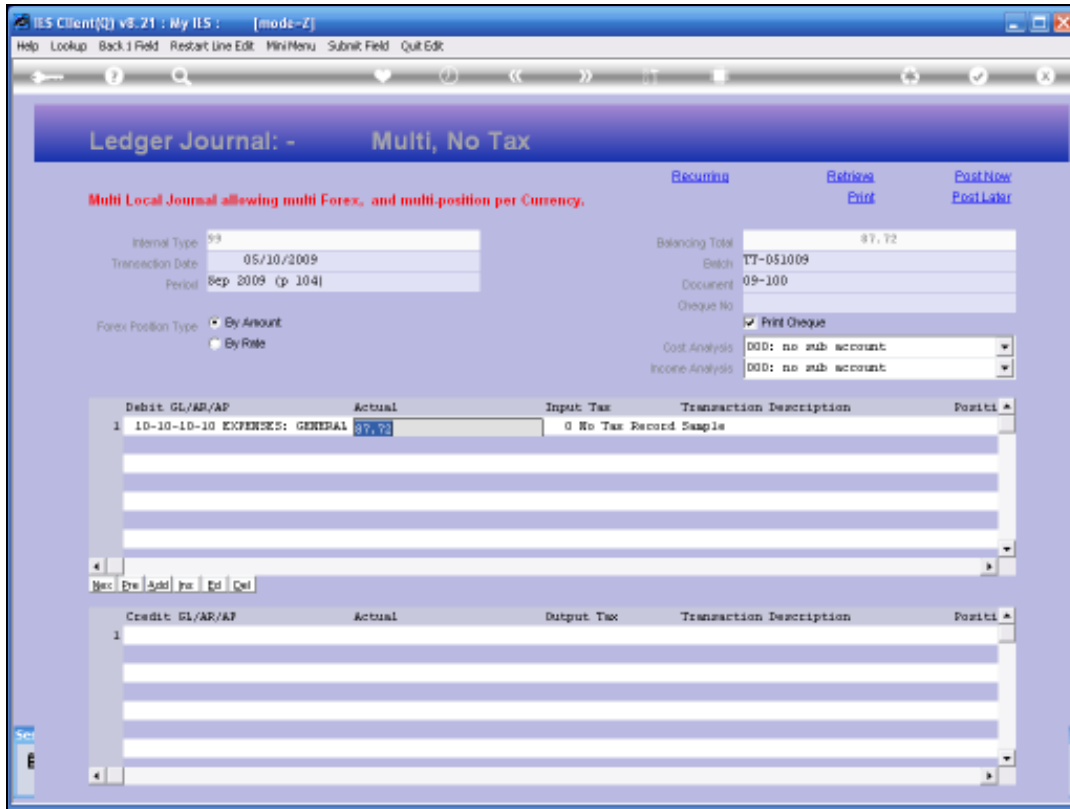 IES Client(Q) v8.21 : My IES : [mode-Z]
Help Lookup Back 1 Field Restart Line Edit MiniMenu Submit Field Quit Edit
Ledger Journal: - Multi, No Tax
Recurring Retrieve Post Now
Multi Local Journal allowing multi Forex, and multi-position per Currency.
Print Post Later
Internal Type 99 Balancing Total 87.72
Transaction Date 05/10/2009 Batch TT-051009
Period Sep 2009 (p 104) Document 09-100
Cheque No
Forex Position Type By Amount Print Cheque
By Rate Cost Analysis 000: no sub account
Income Analysis 000: no sub account
Debit GL/AR/AP Actual Input Tax Transaction Description Positi
1 10-10-10-10 EXPENSES: GENERAL 87.72 0 No Tax Record Sample
Nex Pre Add Ins Ed Del
Credit GL/AR/AP Actual Output Tax Transaction Description Positi
1
Ser